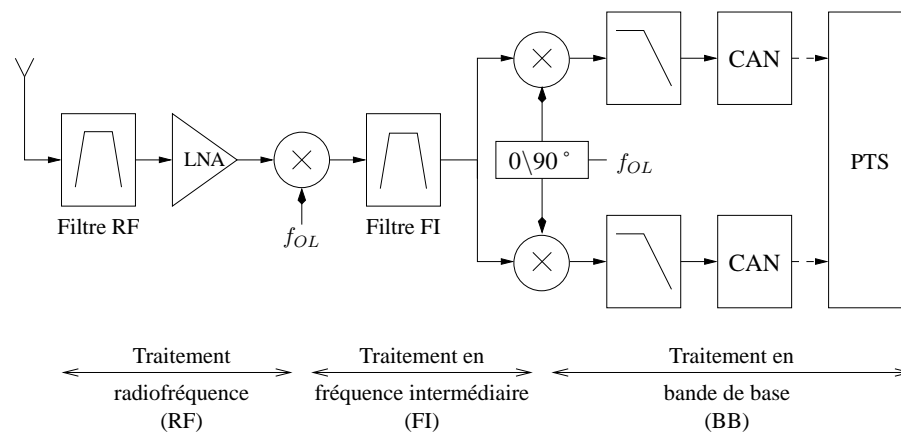 CAN
LNA
0\90°
f_OL
PTS
Filtre RF
f_OL
Filtre FI
CAN
Traitement
radiofréquence
(RF)
Traitement en
fréquence intermédiaire
(FI)
Traitement en
bande de base
(BB)